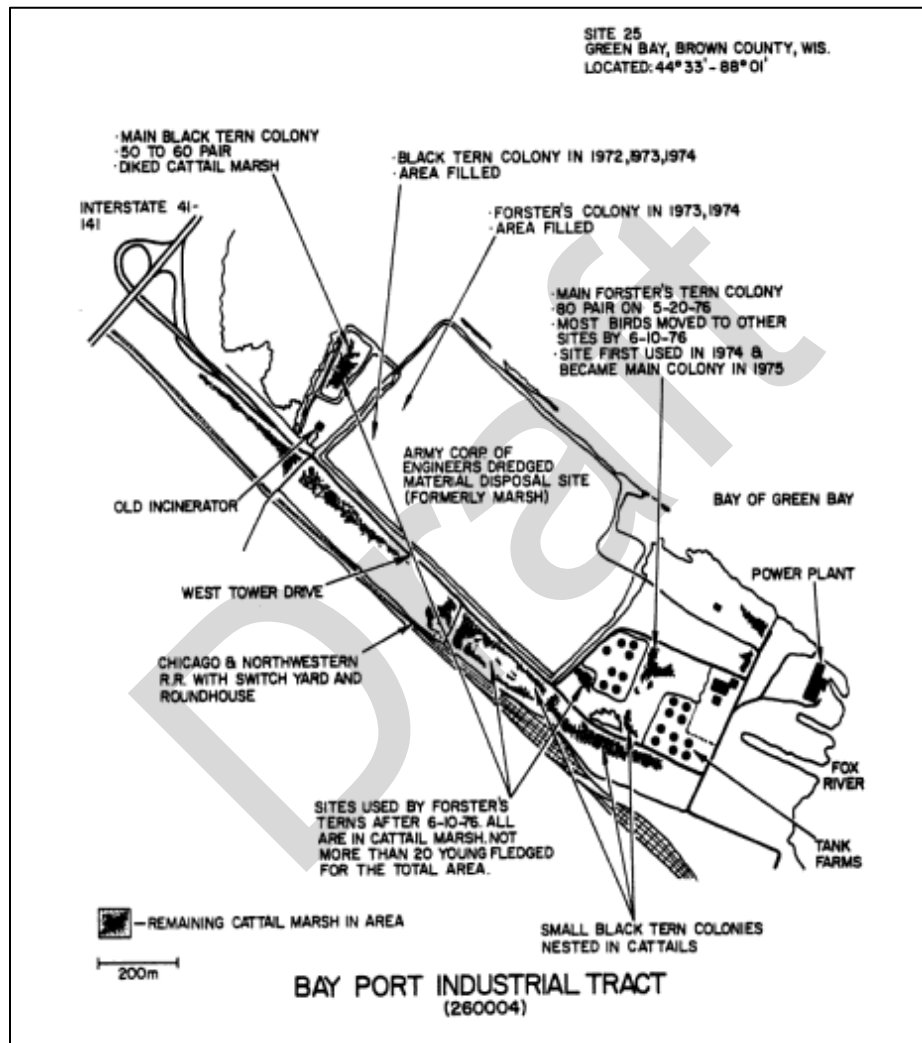 SITE 25
GREEN BAY, BROWN COUNTY, WIS.
LOCATED: 44° 33' - 88° 01'
·MAIN BLACK TERN COLONY
·50 TO 60 PAIR
·DIKED CATTAIL MARSH
·BLACK TERN COLONY IN 1972,1973,1974
·AREA FILLED
INTERSTATE 41-
141
·FORSTER'S COLONY IN 1973,1974
·AREA FILLED
·MAIN FORSTER'S TERN COLONY
·80 PAIR ON 5-20-76
·MOST BIRDS MOVED TO OTHER
SITES BY 6-10-76
·SITE FIRST USED IN 1974 &
BECAME MAIN COLONY IN 1975
ARMY CORP. OF
ENGINEERS DREDGED
MATERIAL DISPOSAL SITE
(FORMERLY MARSH)
OLD INCINERATOR
BAY OF GREEN BAY
WEST TOWER DRIVE
POWER PLANT
CHICAGO & NORTHWESTERN
R.R. WITH SWITCH YARD AND
ROUNDHOUSE
FOX
RIVER
SITES USED BY FORSTER'S
TERNS AFTER 6-10-76. ALL
ARE IN CATTAIL MARSH. NOT
MORE THAN 20 YOUNG FLEDGED
FOR THE TOTAL AREA.
TANK
FARMS
SMALL BLACK TERN COLONIES
NESTED IN CATTAILS
-REMAINING CATTAIL MARSH IN AREA
200m
BAY PORT INDUSTRIAL TRACT
(260004)
Draft